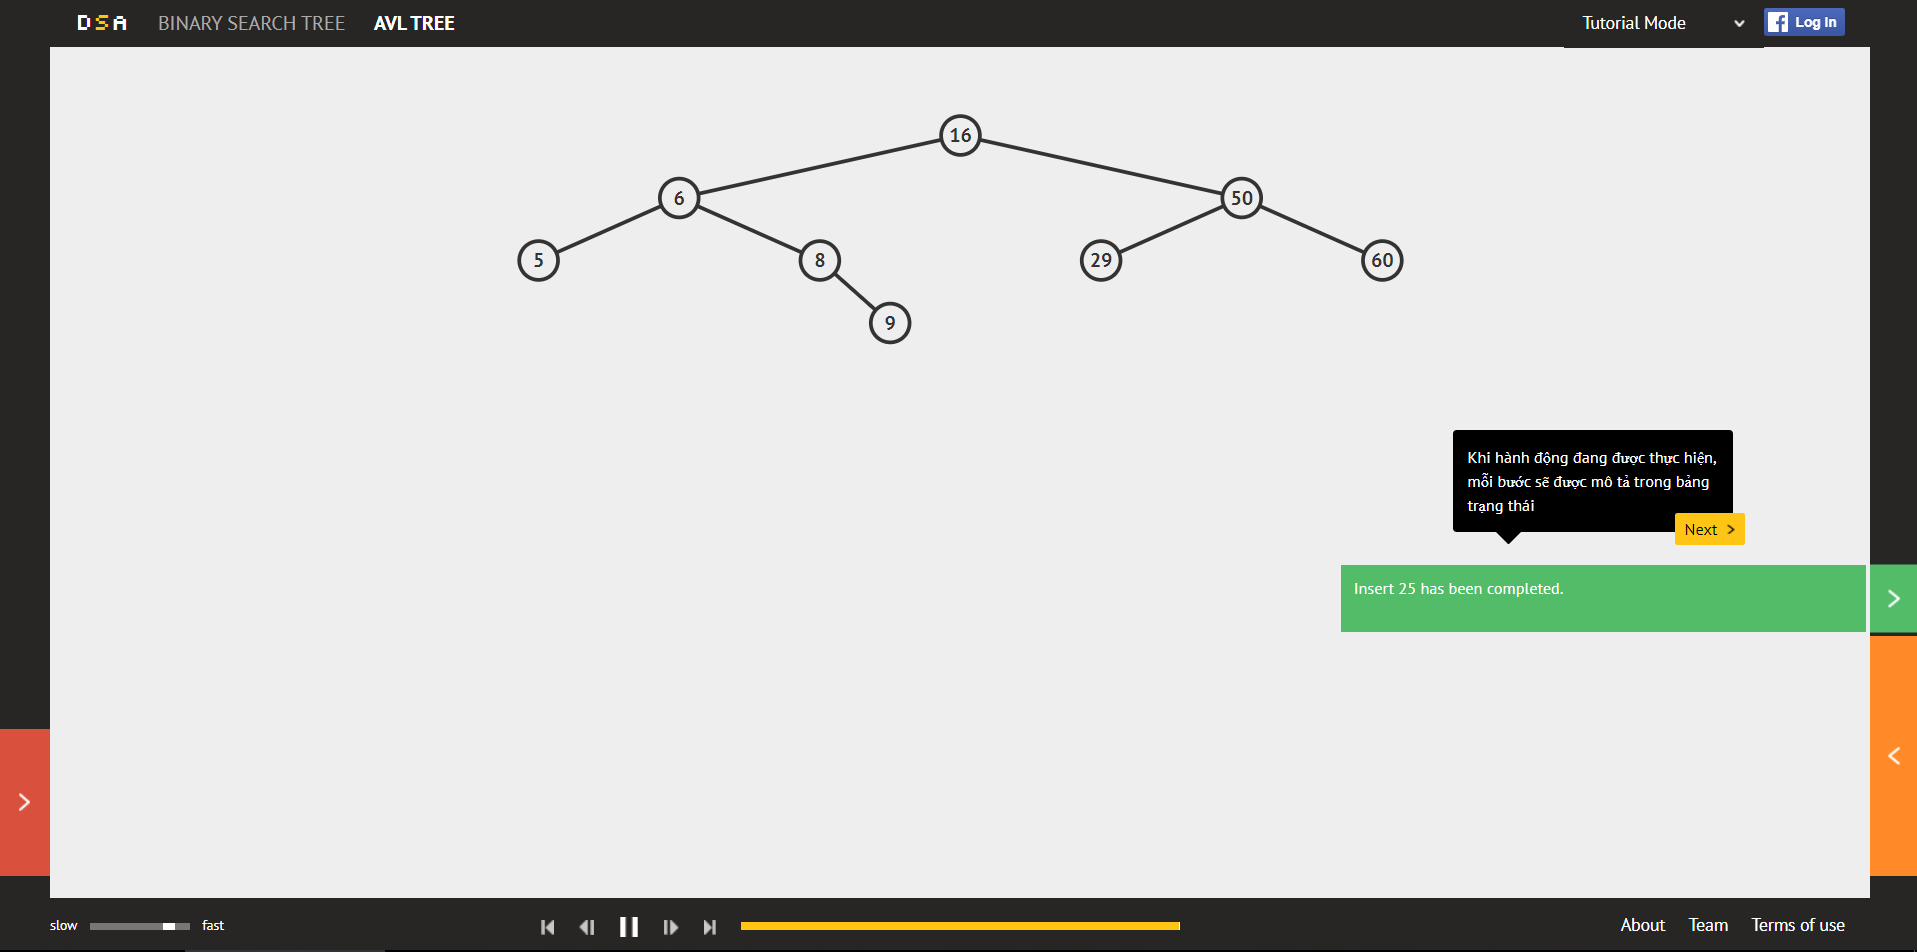 DSA BINARY SEARCH TREE AVL TREE Tutorial Mode Log In
16
6 50
5 8 29 60
9
Khi hành động đang được thực hiện,
mỗi bước sẽ được mô tả trong bảng
trạng thái
Next
Insert 25 has been completed.
slow fast About Team Terms of use